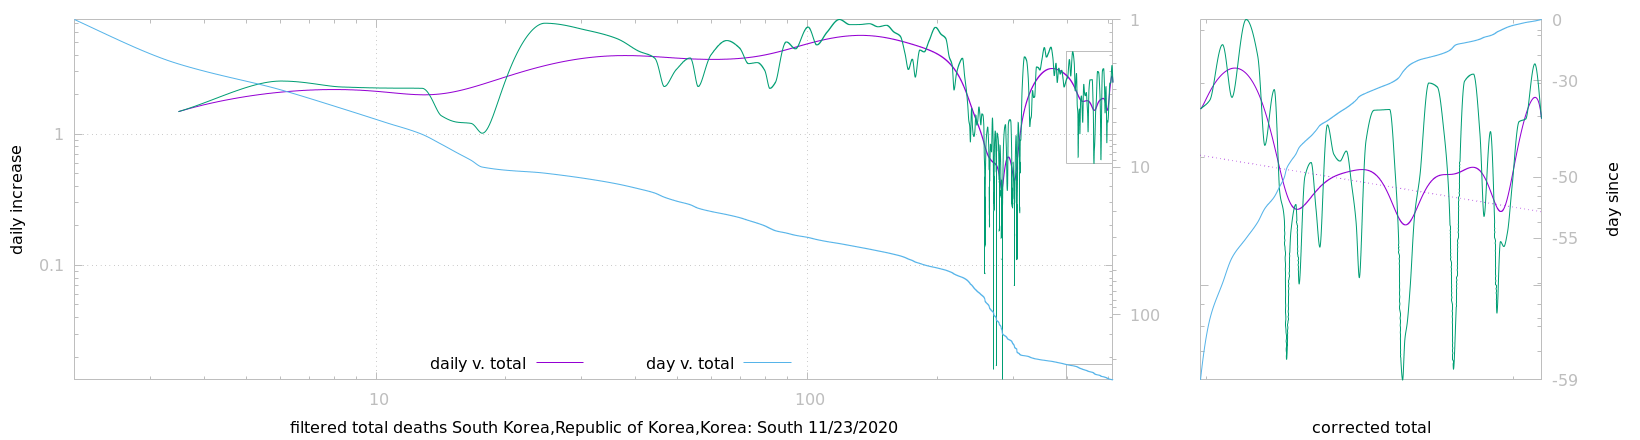 daily increase
1
0.1
daily v. total
day v. total
10
100
1
10
100
filtered total deaths South Korea,Republic of Korea,Korea: South 11/23/2020
0
-30
-50
-55
-59
day since
corrected total